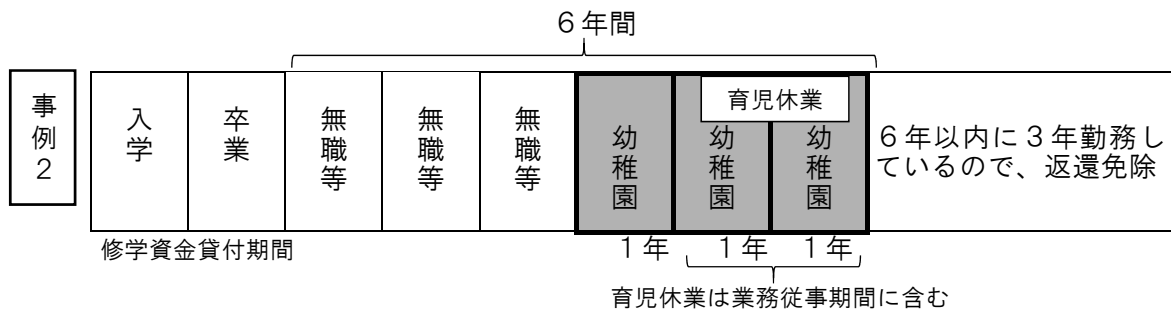 6年間
事例2
入学
卒業
無職等
無職等
無職等
幼稚園
育児休業
幼稚園
幼稚園
6年以内に3年勤務し
ているので、返還免除
修学資金貸付期間
1年
1年
1年
育児休業は業務従事期間に含む